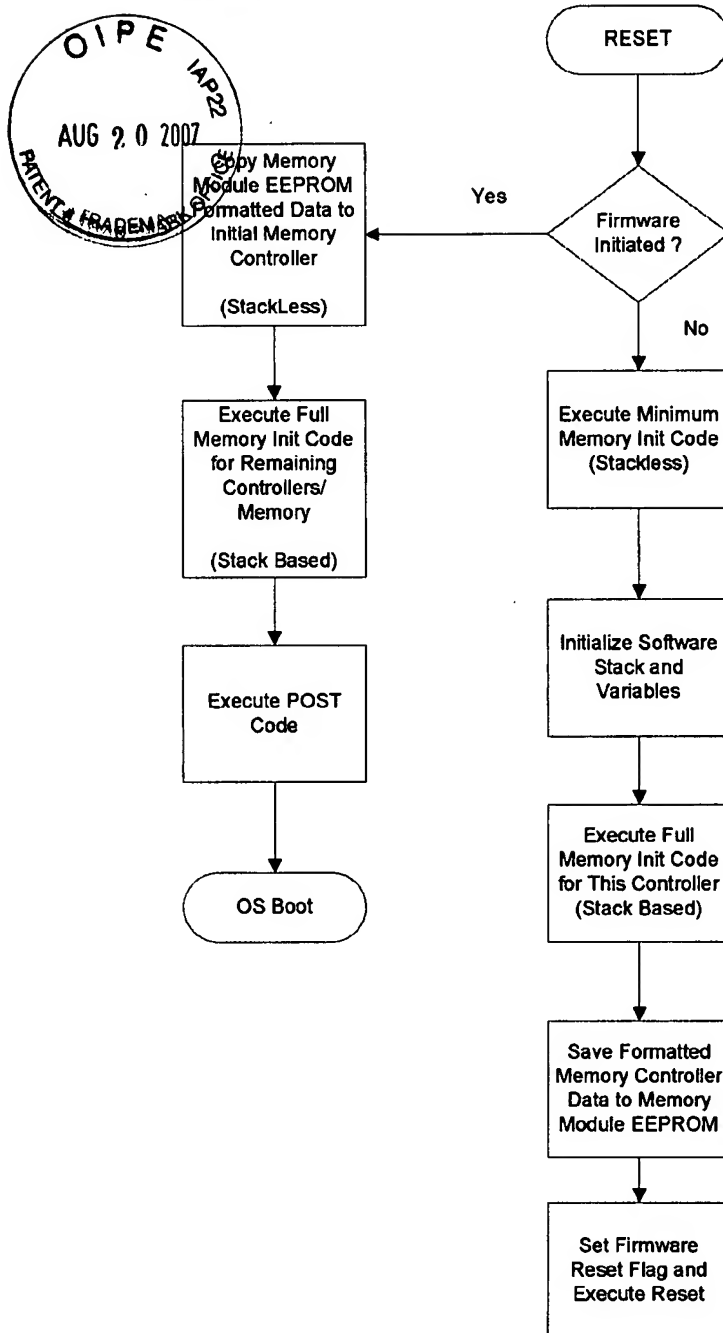 OIPE
IAP22
AUG 20 2007
PATENT & TRADEMARK OFFICE
RESET
Firmware
Initiated ?
Yes
No
Copy Memory
Module EEPROM
Formatted Data to
Initial Memory
Controller
(StackLess)
Execute Full
Memory Init Code
for Remaining
Controllers/
Memory
(Stack Based)
Execute POST
Code
OS Boot
Execute Minimum
Memory Init Code
(Stackless)
Initialize Software
Stack and
Variables
Execute Full
Memory Init Code
for This Controller
(Stack Based)
Save Formatted
Memory Controller
Data to Memory
Module EEPROM
Set Firmware
Reset Flag and
Execute Reset